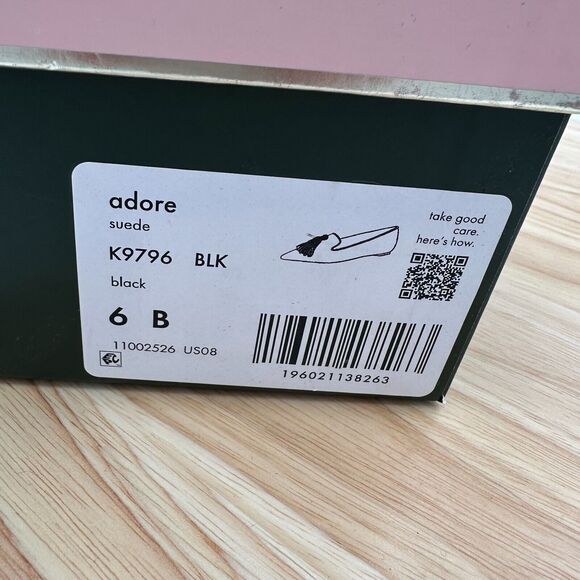 adore
suede
K9796 BLK
black
6 B
11002526 US08
take good
care.
here's how.
196021138263